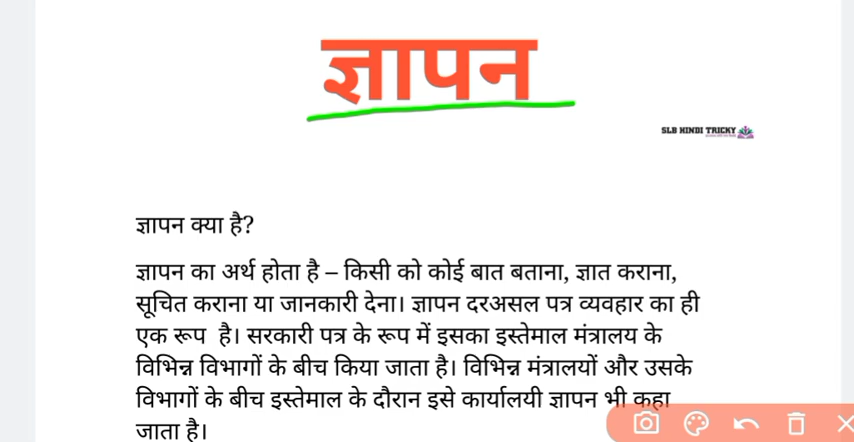 ज्ञापन
SLB HINDI TRICKY
ज्ञापन क्या है?
ज्ञापन का अर्थ होता है – किसी को कोई बात बताना, ज्ञात कराना,
सूचित कराना या जानकारी देना। ज्ञापन दरअसल पत्र व्यवहार का ही
एक रूप है। सरकारी पत्र के रूप में इसका इस्तेमाल मंत्रालय के
विभिन्न विभागों के बीच किया जाता है। विभिन्न मंत्रालयों और उसके
विभागों के बीच इस्तेमाल के दौरान इसे कार्यालयी ज्ञापन भी कहा
जाता है।